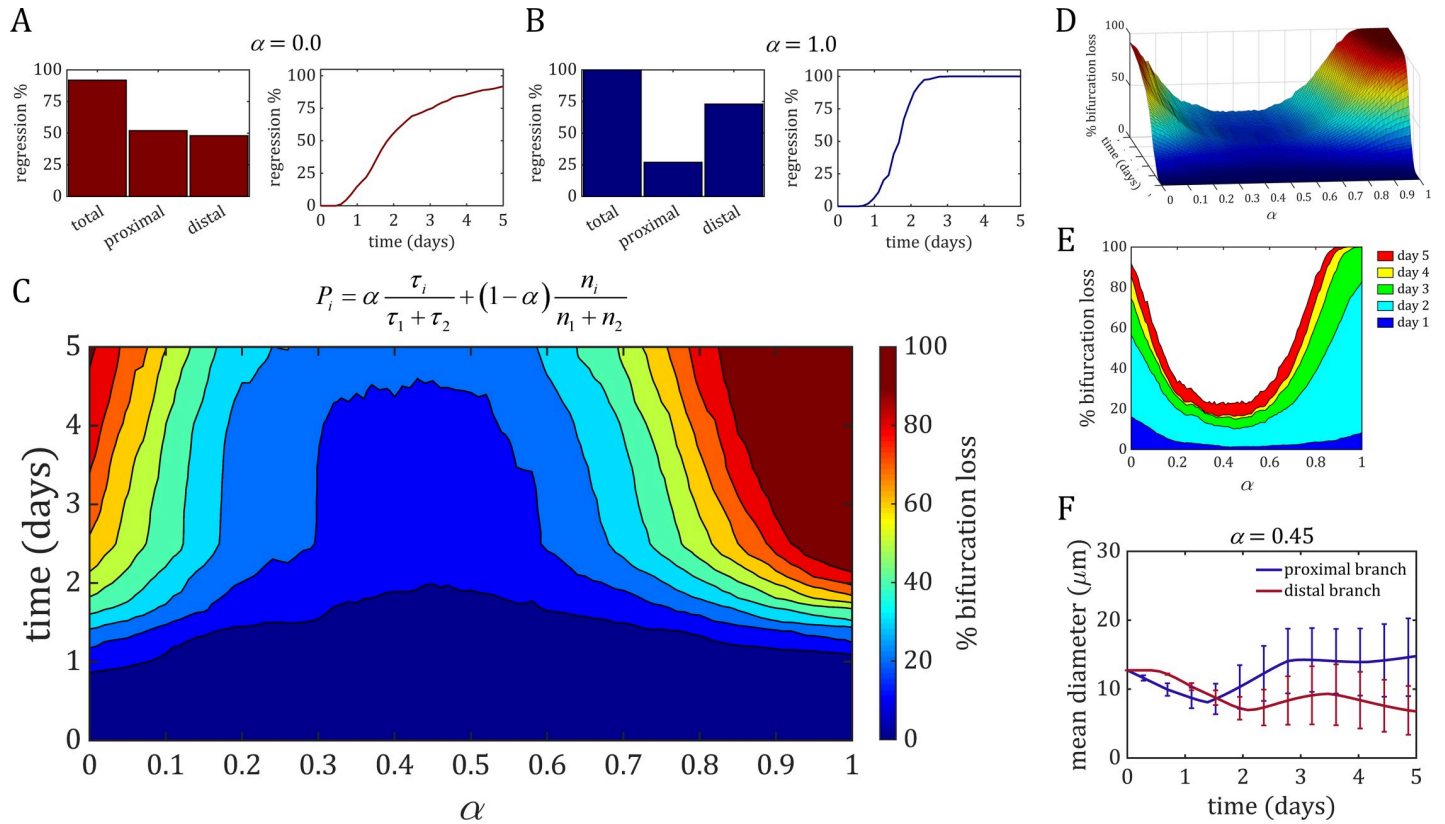 A
α = 0.0
100
75
50
25
0
regression %
total
proximal
distal
100
75
50
25
0
regression %
0 1 2 3 4 5
time (days)
B
α = 1.0
100
75
50
25
0
regression %
total
proximal
distal
100
75
50
25
0
regression %
0 1 2 3 4 5
time (days)
C
P_i = α τ_i / (τ_1 + τ_2) + (1 − α) n_i / (n_1 + n_2)
5
4
3
2
1
0
time (days)
0 0.1 0.2 0.3 0.4 0.5 0.6 0.7 0.8 0.9 1
α
100
80
60
40
20
0
% bifurcation loss
D
100
50
0
% bifurcation loss
time (days)
0 0.1 0.2 0.3 0.4 0.5 0.6 0.7 0.8 0.9 1
α
E
100
80
60
40
20
0
% bifurcation loss
0 0.2 0.4 0.6 0.8 1
α
day 5
day 4
day 3
day 2
day 1
F
α = 0.45
30
20
10
0
mean diameter (μm)
proximal branch
distal branch
0 1 2 3 4 5
time (days)